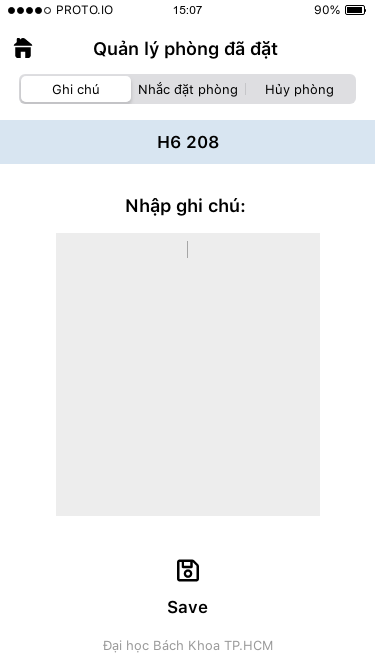 PROTO.IO 15:07 90%
Quản lý phòng đã đặt
Ghi chú Nhắc đặt phòng Hủy phòng
H6 208
Nhập ghi chú:
Save
Đại học Bách Khoa TP.HCM